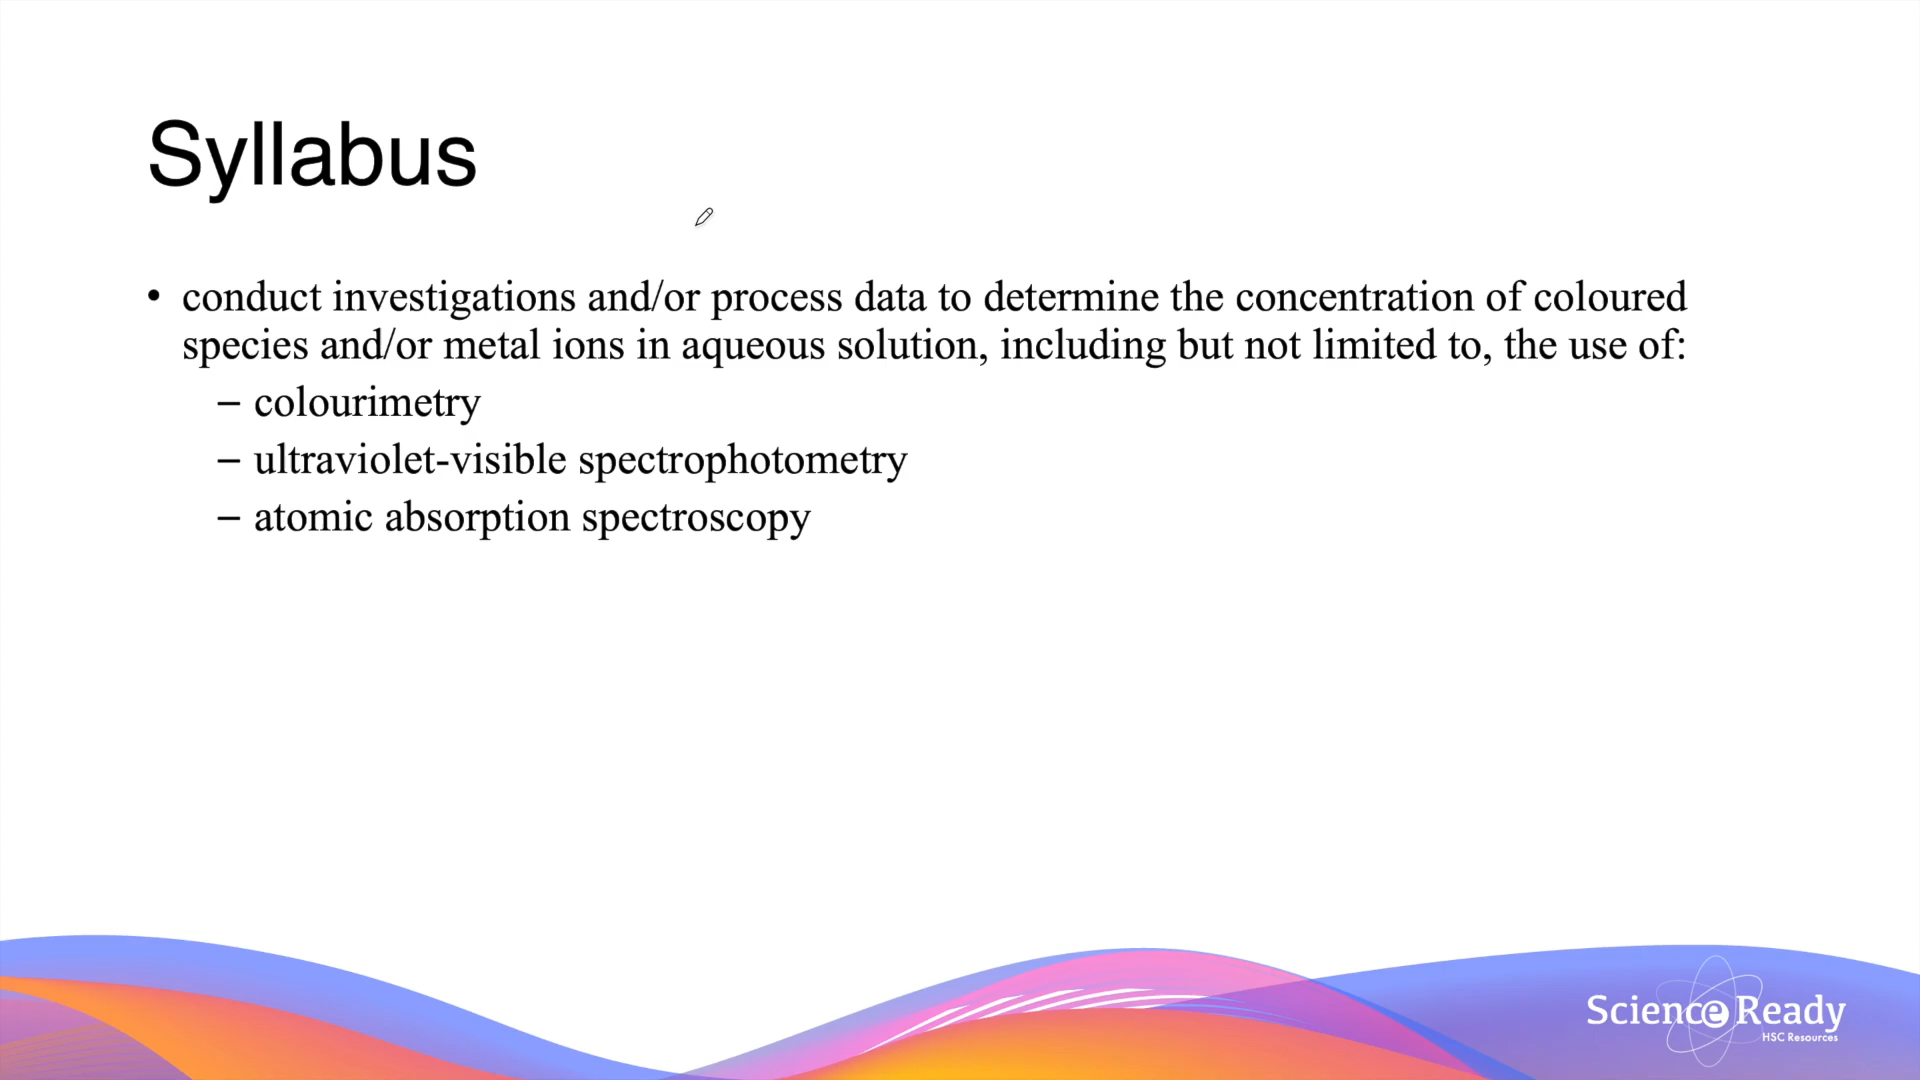 Syllabus
• conduct investigations and/or process data to determine the concentration of coloured
species and/or metal ions in aqueous solution, including but not limited to, the use of:
– colourimetry
– ultraviolet-visible spectrophotometry
– atomic absorption spectroscopy
Science Ready
HSC Resources